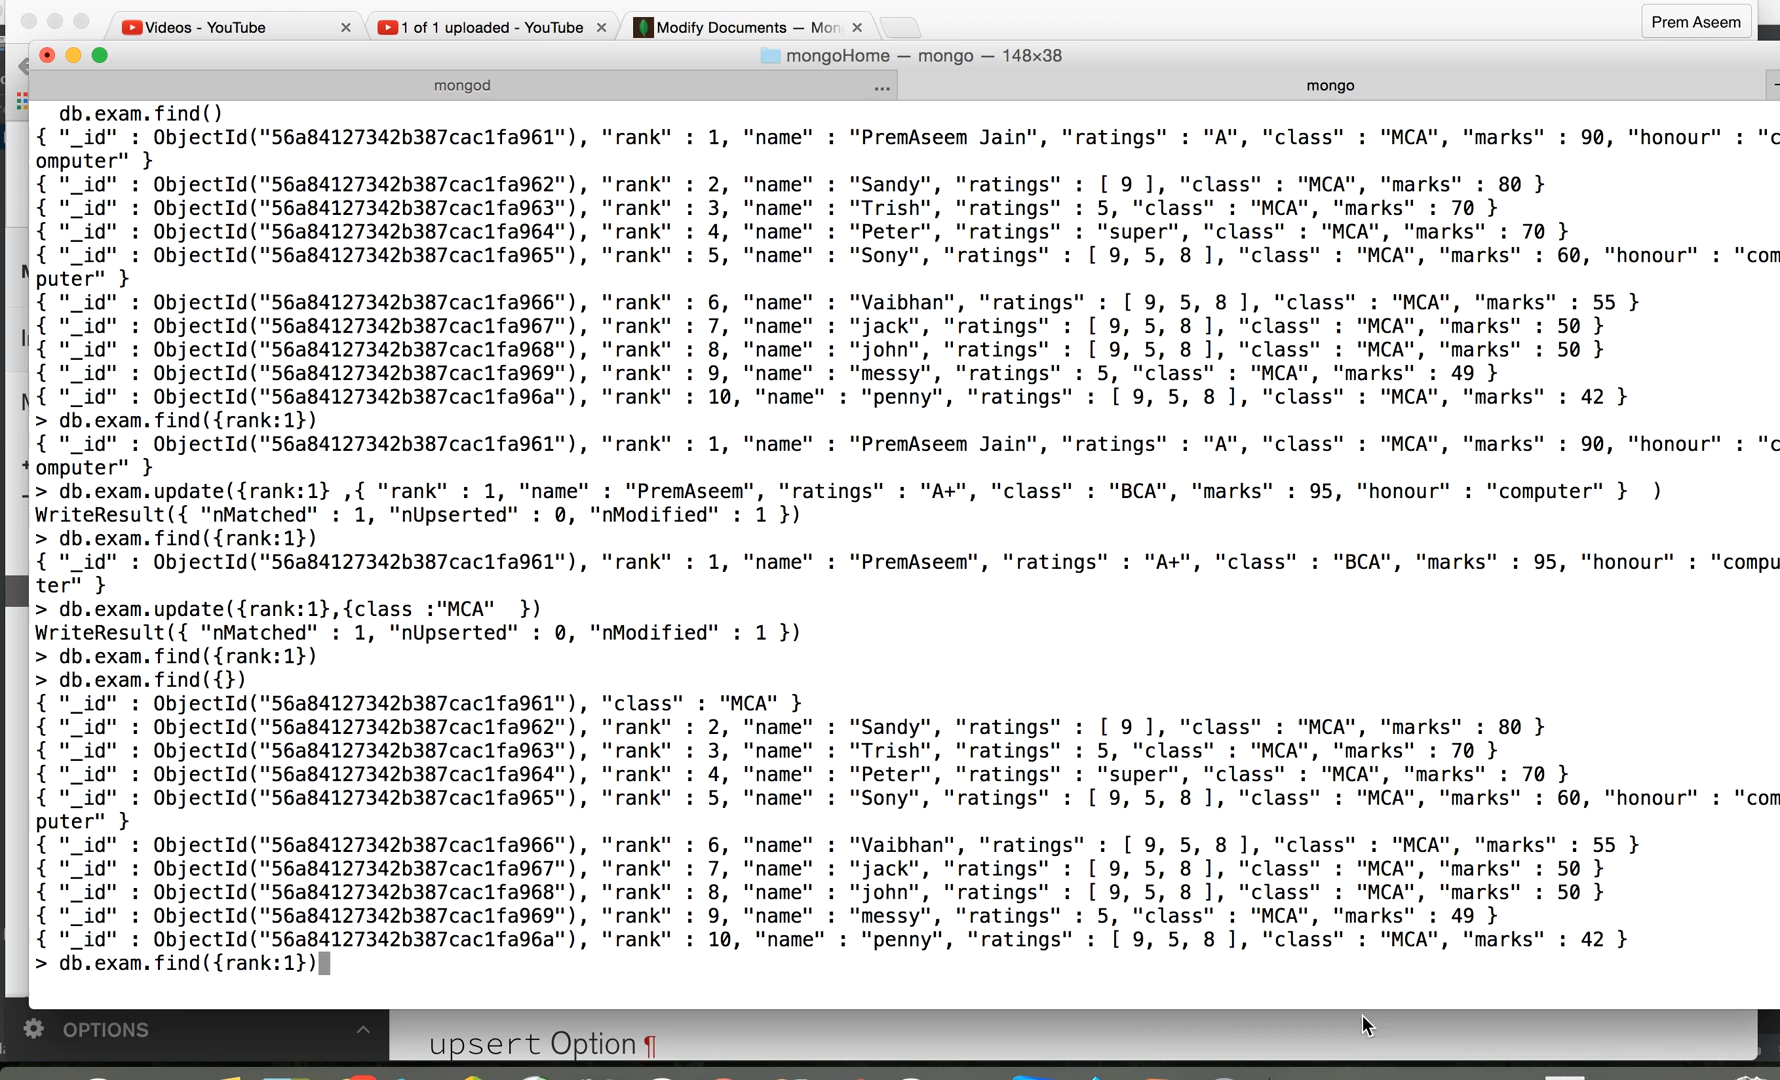 Videos - YouTube
1 of 1 uploaded - YouTube
Modify Documents — Mon
Prem Aseem
mongoHome — mongo — 148×38
mongod
...
mongo
db.exam.find()
{ "_id" : ObjectId("56a84127342b387cac1fa961"), "rank" : 1, "name" : "PremAseem Jain", "ratings" : "A", "class" : "MCA", "marks" : 90, "honour" : "c
omputer" }
{ "_id" : ObjectId("56a84127342b387cac1fa962"), "rank" : 2, "name" : "Sandy", "ratings" : [ 9 ], "class" : "MCA", "marks" : 80 }
{ "_id" : ObjectId("56a84127342b387cac1fa963"), "rank" : 3, "name" : "Trish", "ratings" : 5, "class" : "MCA", "marks" : 70 }
{ "_id" : ObjectId("56a84127342b387cac1fa964"), "rank" : 4, "name" : "Peter", "ratings" : "super", "class" : "MCA", "marks" : 70 }
{ "_id" : ObjectId("56a84127342b387cac1fa965"), "rank" : 5, "name" : "Sony", "ratings" : [ 9, 5, 8 ], "class" : "MCA", "marks" : 60, "honour" : "com
puter" }
{ "_id" : ObjectId("56a84127342b387cac1fa966"), "rank" : 6, "name" : "Vaibhan", "ratings" : [ 9, 5, 8 ], "class" : "MCA", "marks" : 55 }
{ "_id" : ObjectId("56a84127342b387cac1fa967"), "rank" : 7, "name" : "jack", "ratings" : [ 9, 5, 8 ], "class" : "MCA", "marks" : 50 }
{ "_id" : ObjectId("56a84127342b387cac1fa968"), "rank" : 8, "name" : "john", "ratings" : [ 9, 5, 8 ], "class" : "MCA", "marks" : 50 }
{ "_id" : ObjectId("56a84127342b387cac1fa969"), "rank" : 9, "name" : "messy", "ratings" : 5, "class" : "MCA", "marks" : 49 }
{ "_id" : ObjectId("56a84127342b387cac1fa96a"), "rank" : 10, "name" : "penny", "ratings" : [ 9, 5, 8 ], "class" : "MCA", "marks" : 42 }
> db.exam.find({rank:1})
{ "_id" : ObjectId("56a84127342b387cac1fa961"), "rank" : 1, "name" : "PremAseem Jain", "ratings" : "A", "class" : "MCA", "marks" : 90, "honour" : "c
omputer" }
> db.exam.update({rank:1} ,{ "rank" : 1, "name" : "PremAseem", "ratings" : "A+", "class" : "BCA", "marks" : 95, "honour" : "computer" }  )
WriteResult({ "nMatched" : 1, "nUpserted" : 0, "nModified" : 1 })
> db.exam.find({rank:1})
{ "_id" : ObjectId("56a84127342b387cac1fa961"), "rank" : 1, "name" : "PremAseem", "ratings" : "A+", "class" : "BCA", "marks" : 95, "honour" : "compu
ter" }
> db.exam.update({rank:1},{class :"MCA"  })
WriteResult({ "nMatched" : 1, "nUpserted" : 0, "nModified" : 1 })
> db.exam.find({rank:1})
> db.exam.find({})
{ "_id" : ObjectId("56a84127342b387cac1fa961"), "class" : "MCA" }
{ "_id" : ObjectId("56a84127342b387cac1fa962"), "rank" : 2, "name" : "Sandy", "ratings" : [ 9 ], "class" : "MCA", "marks" : 80 }
{ "_id" : ObjectId("56a84127342b387cac1fa963"), "rank" : 3, "name" : "Trish", "ratings" : 5, "class" : "MCA", "marks" : 70 }
{ "_id" : ObjectId("56a84127342b387cac1fa964"), "rank" : 4, "name" : "Peter", "ratings" : "super", "class" : "MCA", "marks" : 70 }
{ "_id" : ObjectId("56a84127342b387cac1fa965"), "rank" : 5, "name" : "Sony", "ratings" : [ 9, 5, 8 ], "class" : "MCA", "marks" : 60, "honour" : "com
puter" }
{ "_id" : ObjectId("56a84127342b387cac1fa966"), "rank" : 6, "name" : "Vaibhan", "ratings" : [ 9, 5, 8 ], "class" : "MCA", "marks" : 55 }
{ "_id" : ObjectId("56a84127342b387cac1fa967"), "rank" : 7, "name" : "jack", "ratings" : [ 9, 5, 8 ], "class" : "MCA", "marks" : 50 }
{ "_id" : ObjectId("56a84127342b387cac1fa968"), "rank" : 8, "name" : "john", "ratings" : [ 9, 5, 8 ], "class" : "MCA", "marks" : 50 }
{ "_id" : ObjectId("56a84127342b387cac1fa969"), "rank" : 9, "name" : "messy", "ratings" : 5, "class" : "MCA", "marks" : 49 }
{ "_id" : ObjectId("56a84127342b387cac1fa96a"), "rank" : 10, "name" : "penny", "ratings" : [ 9, 5, 8 ], "class" : "MCA", "marks" : 42 }
> db.exam.find({rank:1})
OPTIONS
upsert Option ¶